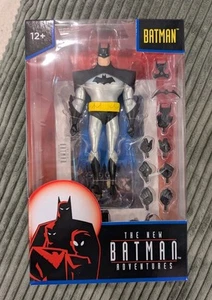 12+
BATMAN
THE NEW
BATMAN
ADVENTURES